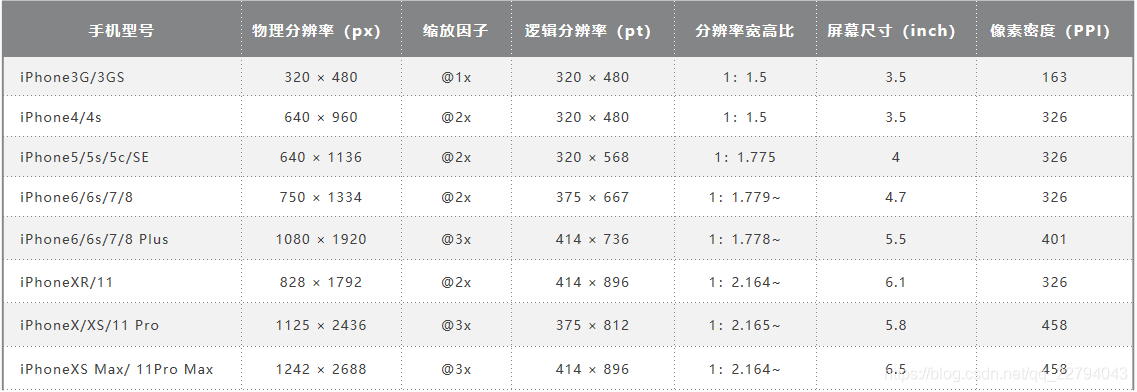 手机型号 物理分辨率（px） 缩放因子 逻辑分辨率（pt） 分辨率宽高比 屏幕尺寸（inch） 像素密度（PPI）
iPhone3G/3GS 320 × 480 @1x 320 × 480 1：1.5 3.5 163
iPhone4/4s 640 × 960 @2x 320 × 480 1：1.5 3.5 326
iPhone5/5s/5c/SE 640 × 1136 @2x 320 × 568 1：1.775 4 326
iPhone6/6s/7/8 750 × 1334 @2x 375 × 667 1：1.779~ 4.7 326
iPhone6/6s/7/8 Plus 1080 × 1920 @3x 414 × 736 1：1.778~ 5.5 401
iPhoneXR/11 828 × 1792 @2x 414 × 896 1：2.164~ 6.1 326
iPhoneX/XS/11 Pro 1125 × 2436 @3x 375 × 812 1：2.165~ 5.8 458
iPhoneXS Max/ 11Pro Max 1242 × 2688 @3x 414 × 896 1：2.164~ 6.5 458
https://blog.csdn.net/qq_22794043